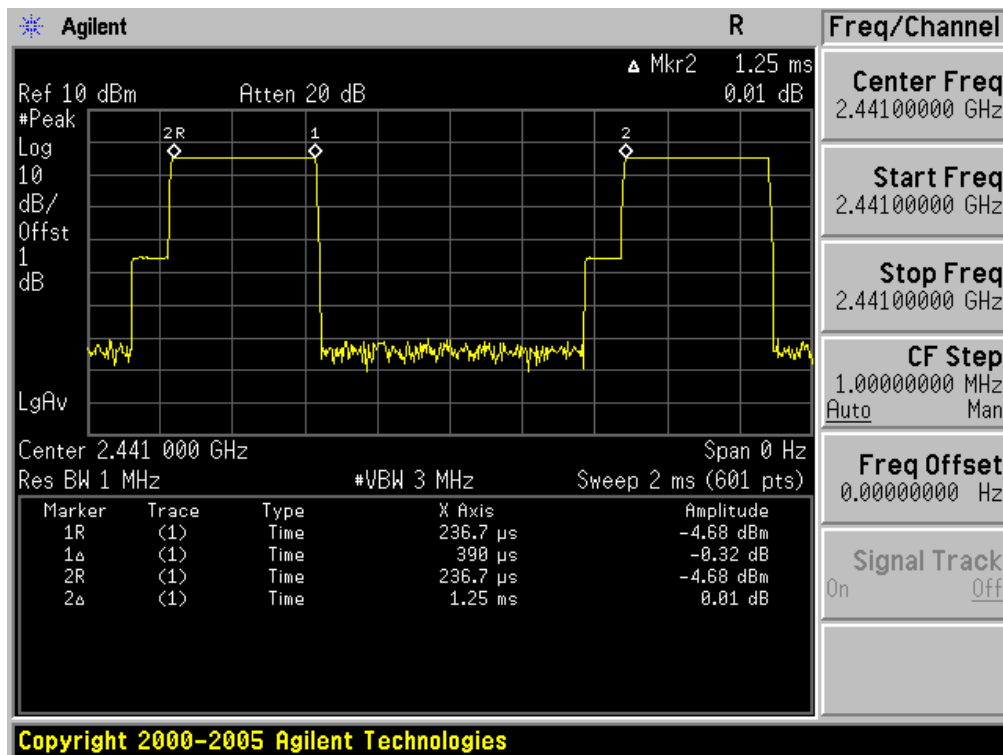 Agilent R Freq/Channel
Δ Mkr2 1.25 ms
Ref 10 dBm Atten 20 dB 0.01 dB
#Peak
Log
10
dB/
Offst
1
dB
2R 1 2
LgAv
Center 2.441 000 GHz Span 0 Hz
Res BW 1 MHz #VBW 3 MHz Sweep 2 ms (601 pts)
Marker Trace Type X Axis Amplitude
1R (1) Time 236.7 µs -4.68 dBm
1Δ (1) Time 390 µs -0.32 dB
2R (1) Time 236.7 µs -4.68 dBm
2Δ (1) Time 1.25 ms 0.01 dB
Center Freq
2.44100000 GHz
Start Freq
2.44100000 GHz
Stop Freq
2.44100000 GHz
CF Step
1.00000000 MHz
Auto Man
Freq Offset
0.00000000 Hz
Signal Track
On Off
Copyright 2000-2005 Agilent Technologies